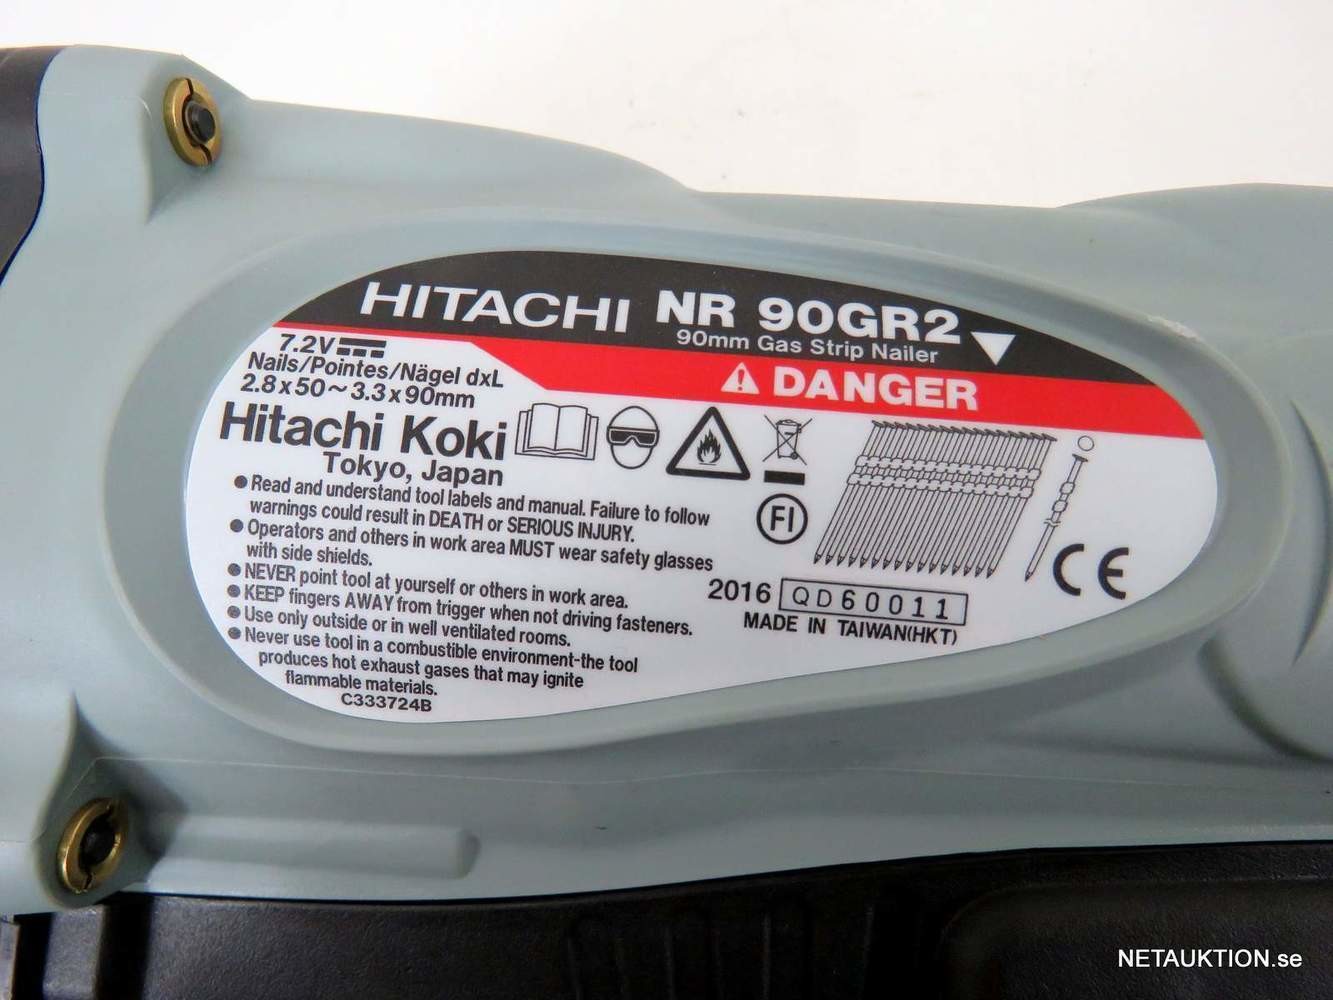 HITACHI NR 90GR2
90mm Gas Strip Nailer
7.2V
Nails/Pointes/Nägel dxL
2.8x50~3.3x90mm
DANGER
Hitachi Koki
Tokyo, Japan
● Read and understand tool labels and manual. Failure to follow
warnings could result in DEATH or SERIOUS INJURY.
● Operators and others in work area MUST wear safety glasses
with side shields.
● NEVER point tool at yourself or others in work area.
● KEEP fingers AWAY from trigger when not driving fasteners.
● Use only outside or in well ventilated rooms.
● Never use tool in a combustible environment-the tool
produces hot exhaust gases that may ignite
flammable materials.
C333724B
FI
2016 QD60011
MADE IN TAIWAN(HKT)
CE
NETAUKTION.se